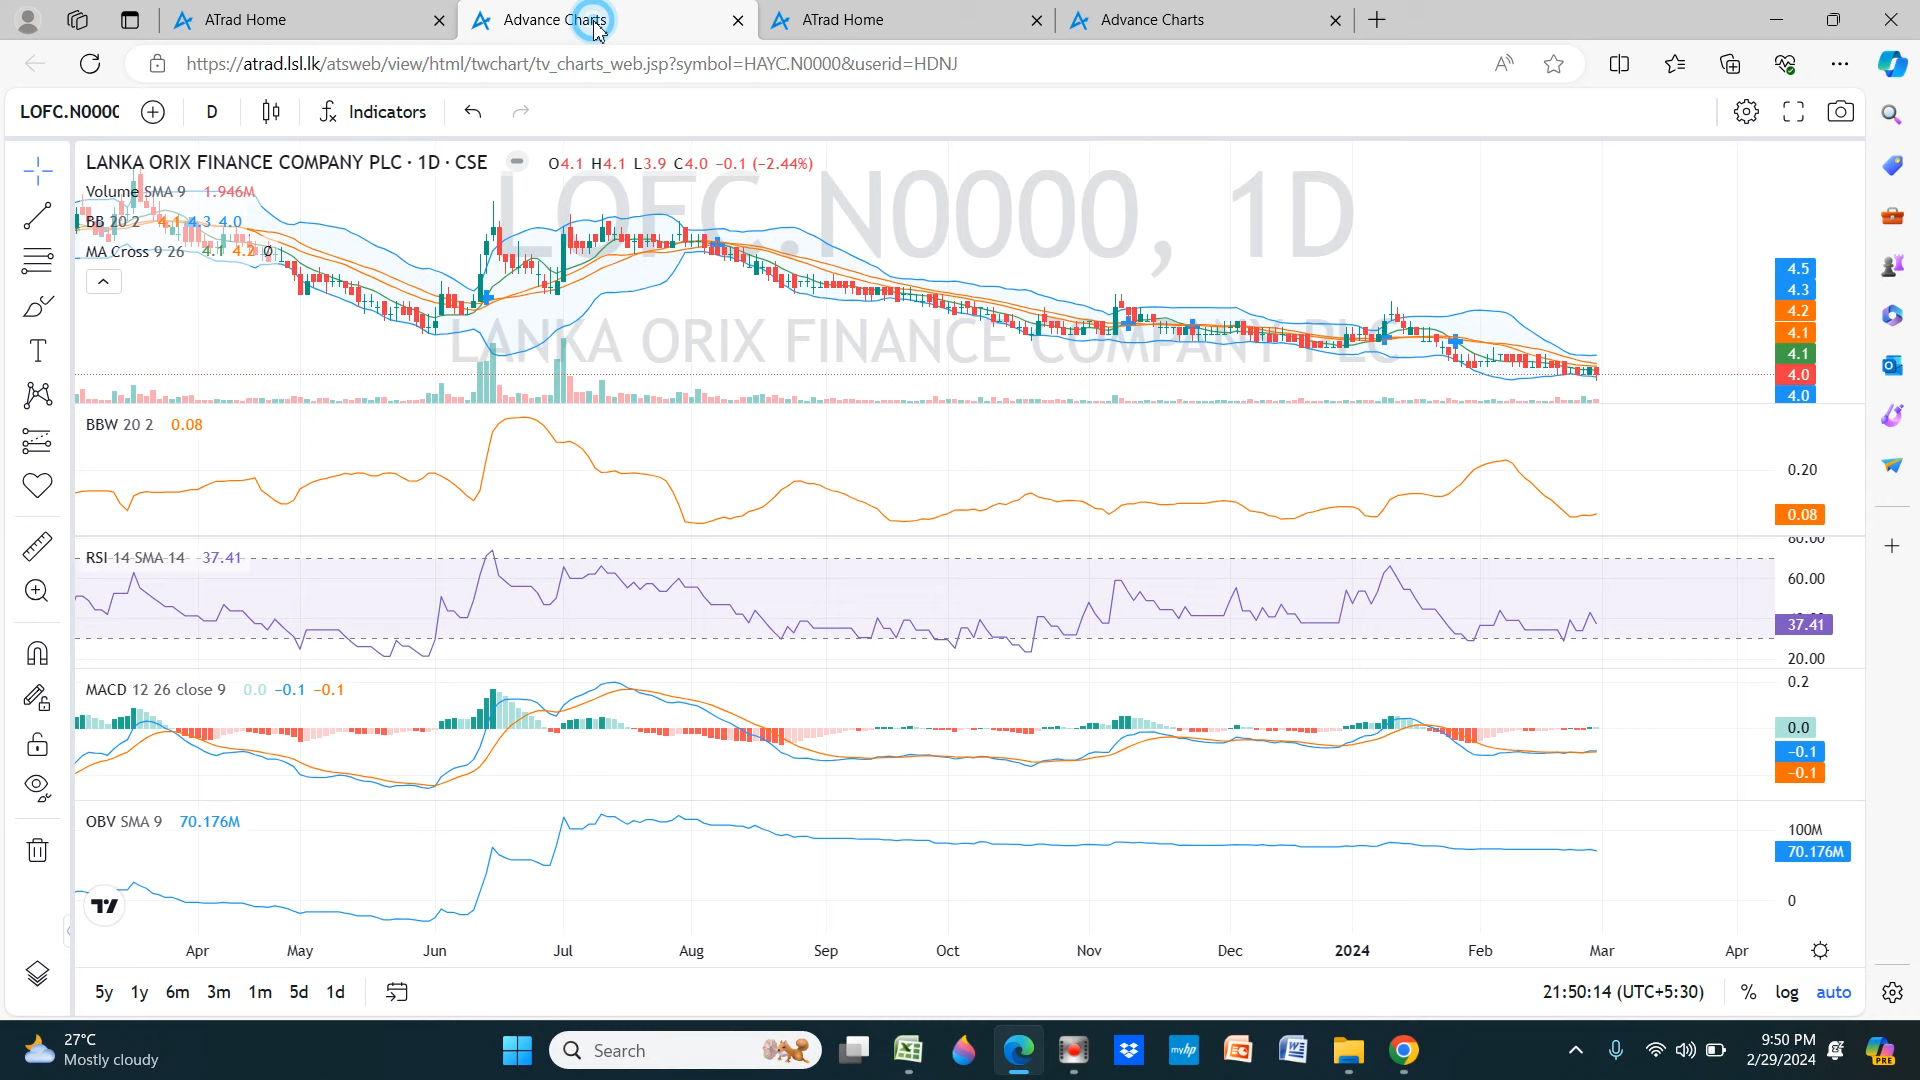 ATrad Home
Advance Charts
ATrad Home
Advance Charts
https://atrad.lsl.lk/atsweb/view/html/twchart/tv_charts_web.jsp?symbol=HAYC.N0000&userid=HDNJ
LOFC.N0000
D
Indicators
LANKA ORIX FINANCE COMPANY PLC · 1D · CSE
O4.1 H4.1 L3.9 C4.0 −0.1 (−2.44%)
Volume SMA 9 1.946M
BB 20 2 4.1 4.3 4.0
MA Cross 9 26 4.1 4.2 Ø
LOFC.N0000, 1D
LANKA ORIX FINANCE COMPANY PLC
4.5
4.3
4.2
4.1
4.1
4.0
4.0
BBW 20 2 0.08
0.20
0.08
RSI 14 SMA 14 37.41
80.00
60.00
37.41
20.00
MACD 12 26 close 9 0.0 −0.1 −0.1
0.2
0.0
−0.1
−0.1
OBV SMA 9 70.176M
100M
70.176M
0
Apr May Jun Jul Aug Sep Oct Nov Dec 2024 Feb Mar Apr
5y 1y 6m 3m 1m 5d 1d
21:50:14 (UTC+5:30)
% log auto
27°C
Mostly cloudy
Search
myhp
9:50 PM
2/29/2024
PRE